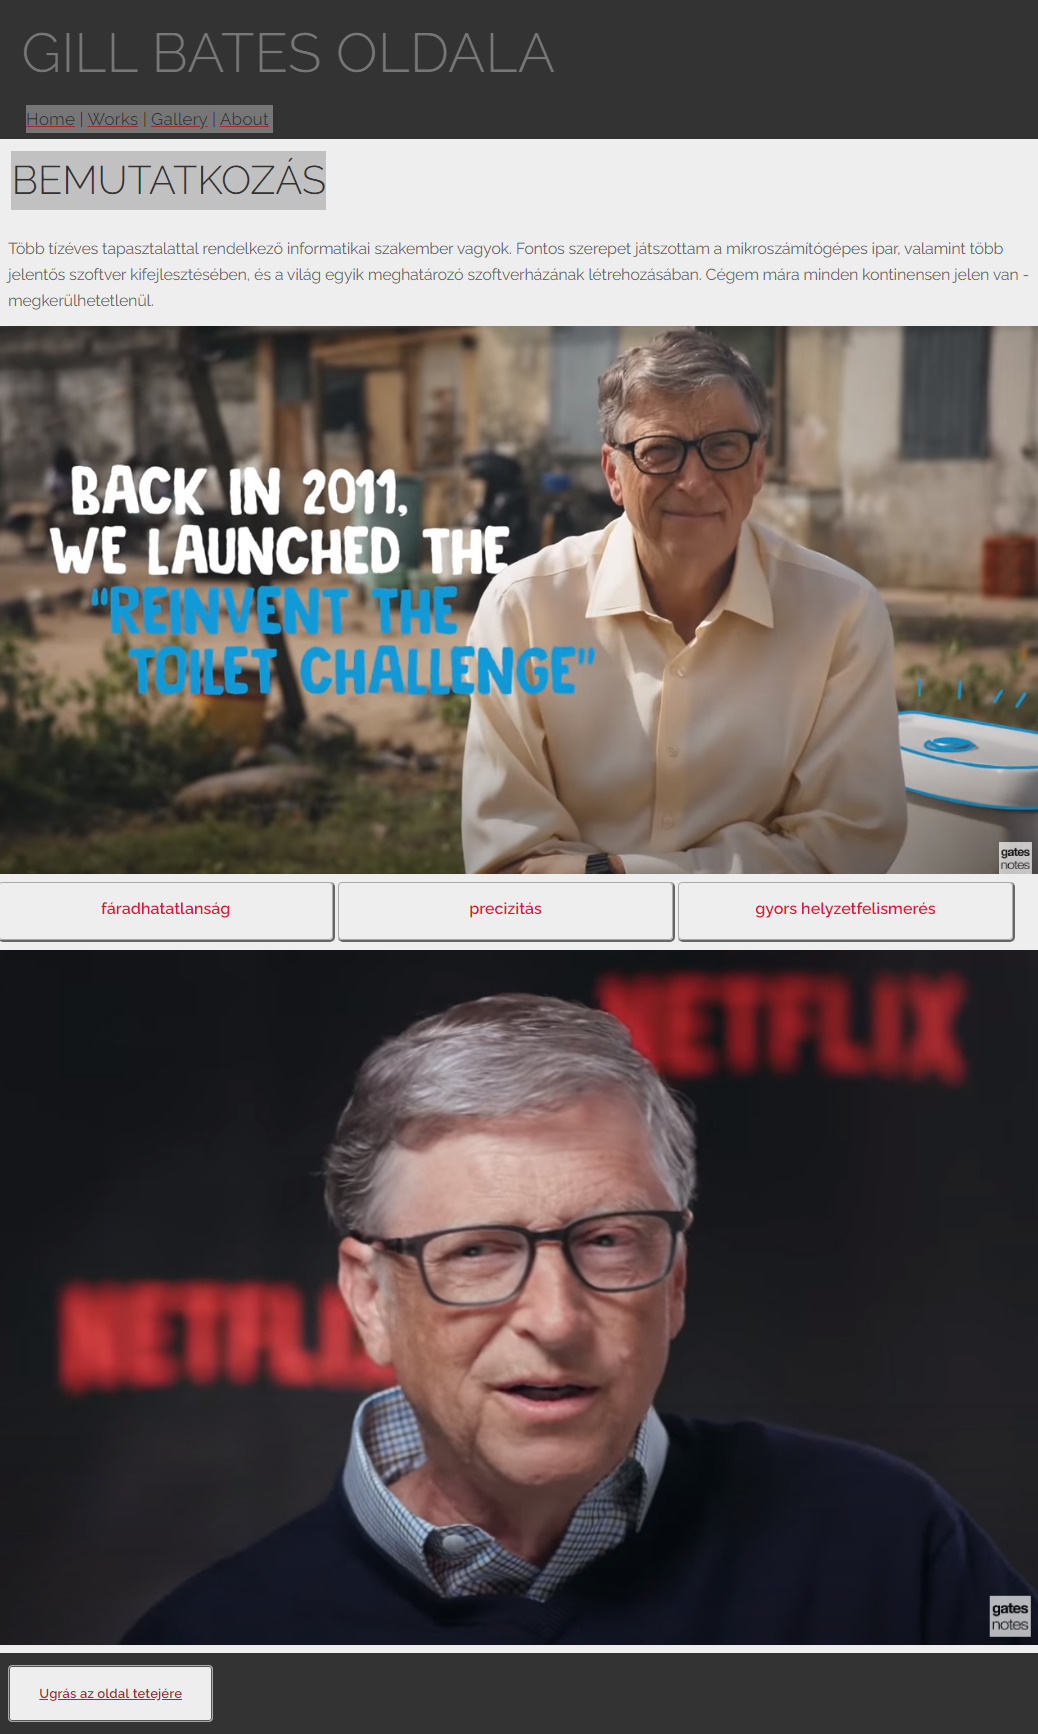 GILL BATES OLDALA
Home | Works | Gallery | About
BEMUTATKOZÁS
Több tízéves tapasztalattal rendelkező informatikai szakember vagyok. Fontos szerepet játszottam a mikroszámítógépes ipar, valamint több
jelentős szoftver kifejlesztésében, és a világ egyik meghatározó szoftverházának létrehozásában. Cégem mára minden kontinensen jelen van -
megkerülhetetlenül.
BACK IN 2011,
WE LAUNCHED THE
"REINVENT THE
TOILET CHALLENGE"
gates
notes
fáradhatatlanság
precizitás
gyors helyzetfelismerés
NETFLIX
NETFLIX
gates
notes
Ugrás az oldal tetejére